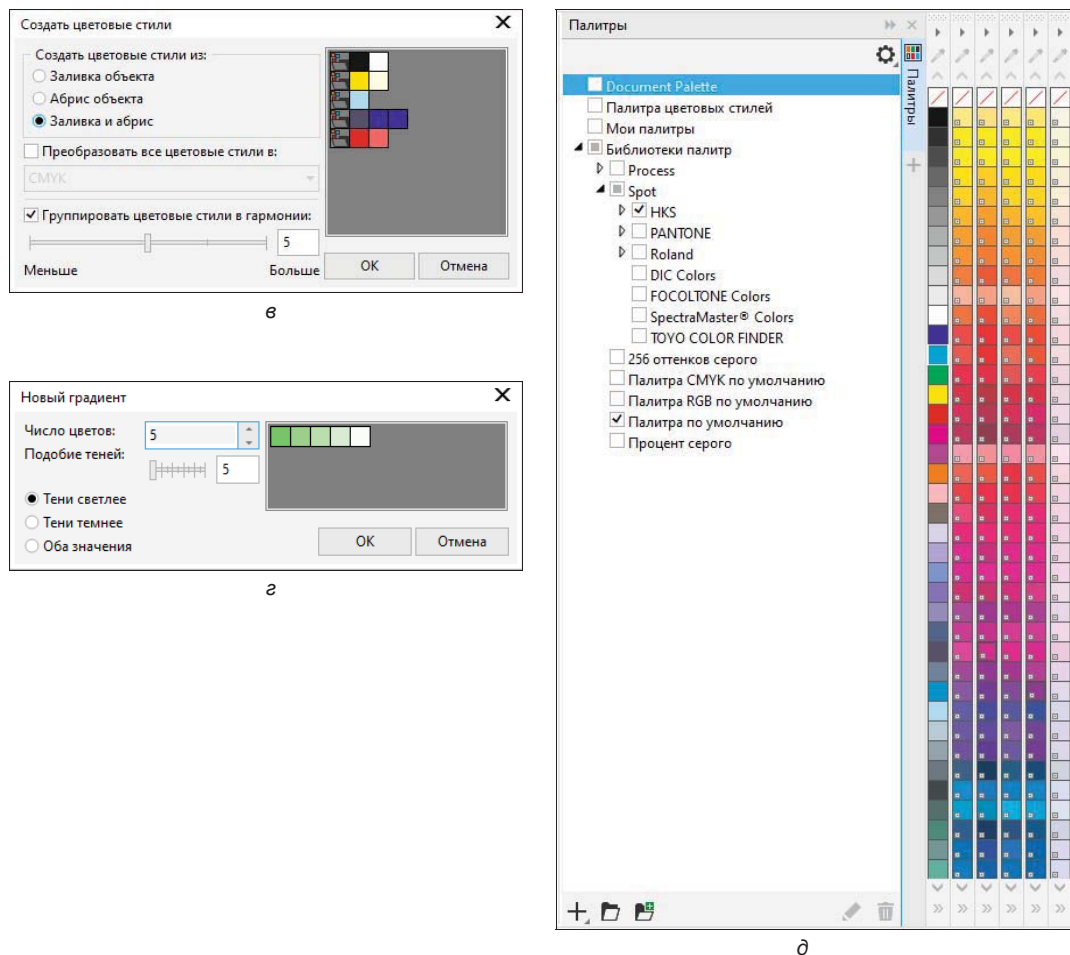 Создать цветовые стили
Создать цветовые стили из:
Заливка объекта
Абрис объекта
Заливка и абрис
Преобразовать все цветовые стили в:
CMYK
Группировать цветовые стили в гармонии:
5
Меньше
Больше
OK
Отмена
в
Новый градиент
Число цветов:
5
Подобие теней:
5
Тени светлее
Тени темнее
Оба значения
OK
Отмена
г
Палитры
Document Palette
Палитра цветовых стилей
Мои палитры
Библиотеки палитр
Process
Spot
HKS
PANTONE
Roland
DIC Colors
FOCOLTONE Colors
SpectraMaster® Colors
TOYO COLOR FINDER
256 оттенков серого
Палитра CMYK по умолчанию
Палитра RGB по умолчанию
Палитра по умолчанию
Процент серого
Палитры
д